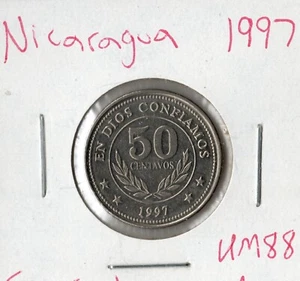 Nicaragua 1997
EN DIOS CONFIAMOS
50
CENTAVOS
1997
KM88